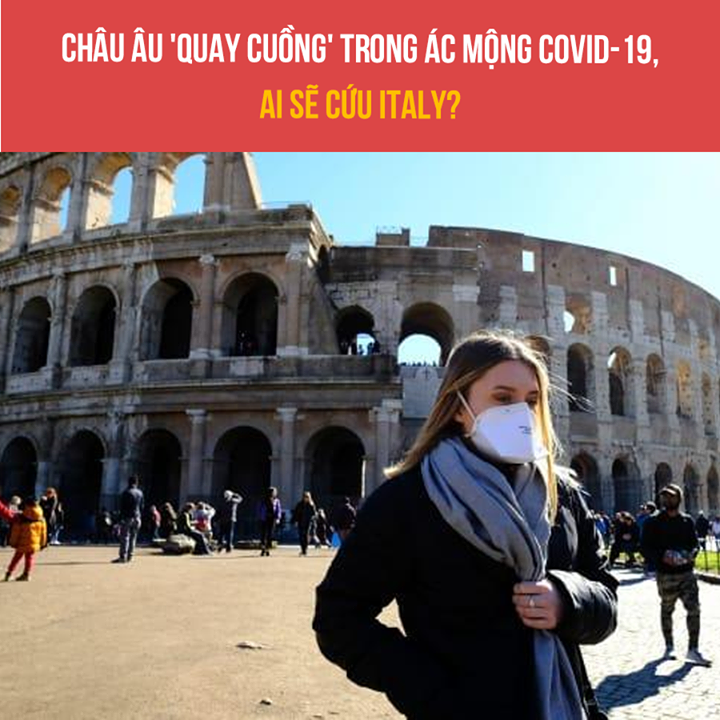 CHÂU ÂU 'QUAY CUỒNG' TRONG ÁC MỘNG COVID-19,
AI SẼ CỨU ITALY?